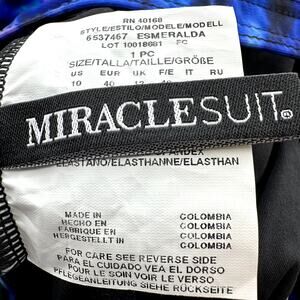 RN 40168
STYLE/ESTILO/MODELE/MODELL
6537467 ESMERALDA
LOT 10018681 FC
1 PC
SIZE/TALLA/TAILLE/GRÖßE
US EUR UK F/E IT RU
10 40
MIRACLESUIT®
ELASTANO/ELASTHANNE/ELASTHAN
MADE IN COLOMBIA
HECHO EN COLOMBIA
FABRIQUE EN COLOMBIA
HERGESTELLT IN COLOMBIA
FOR CARE SEE REVERSE SIDE
PARA EL CUIDADO VEA EL DORSO
POUR LE SOIN VOIR LE VERSO
PFLEGEANLEITUNG SIEHE RÜCKSEITE